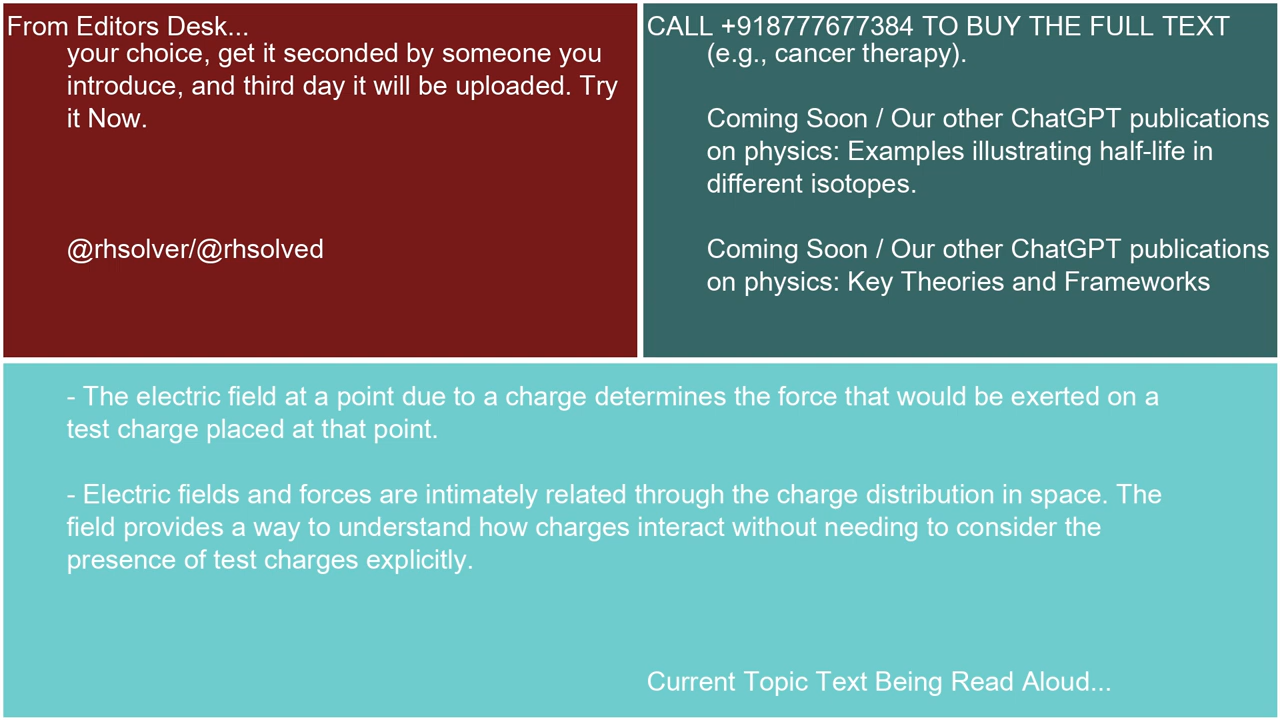 From Editors Desk...
your choice, get it seconded by someone you
introduce, and third day it will be uploaded. Try
it Now.
@rhsolver/@rhsolved
CALL +918777677384 TO BUY THE FULL TEXT
(e.g., cancer therapy).
Coming Soon / Our other ChatGPT publications
on physics: Examples illustrating half-life in
different isotopes.
Coming Soon / Our other ChatGPT publications
on physics: Key Theories and Frameworks
- The electric field at a point due to a charge determines the force that would be exerted on a
test charge placed at that point.
- Electric fields and forces are intimately related through the charge distribution in space. The
field provides a way to understand how charges interact without needing to consider the
presence of test charges explicitly.
Current Topic Text Being Read Aloud...